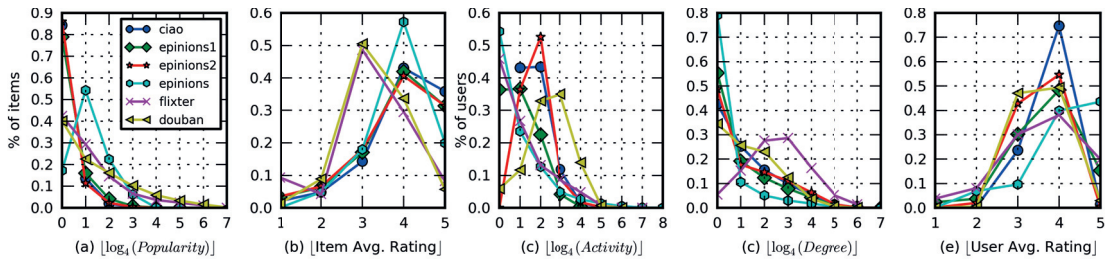 % of items
0.9
0.8
0.7
0.6
0.5
0.4
0.3
0.2
0.1
0.0
0 1 2 3 4 5 6 7
ciao
epinions1
epinions2
epinions
flixter
douban
(a) ⌊log₄(Popularity)⌋
0.6
0.5
0.4
0.3
0.2
0.1
0.0
1 2 3 4 5
(b) ⌊Item Avg. Rating⌋
% of users
0.6
0.5
0.4
0.3
0.2
0.1
0.0
0 1 2 3 4 5 6 7 8
(c) ⌊log₄(Activity)⌋
0.8
0.7
0.6
0.5
0.4
0.3
0.2
0.1
0.0
0 1 2 3 4 5 6 7
(c) ⌊log₄(Degree)⌋
0.8
0.7
0.6
0.5
0.4
0.3
0.2
0.1
0.0
1 2 3 4 5
(e) ⌊User Avg. Rating⌋